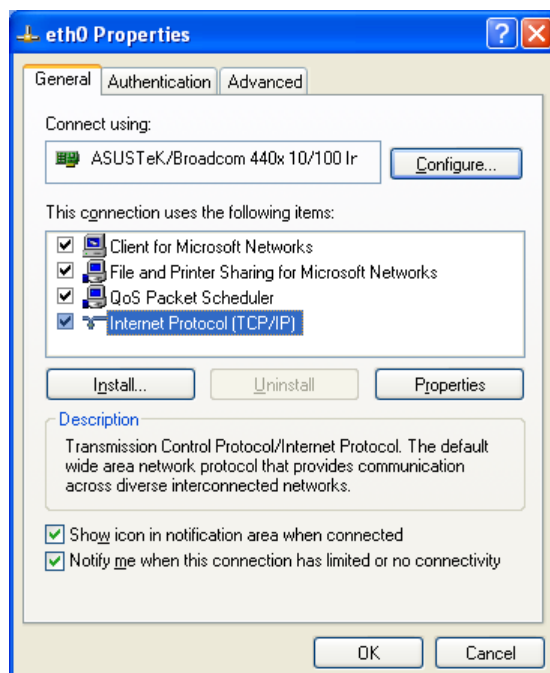 eth0 Properties
General
Authentication
Advanced
Connect using:
ASUSTeK/Broadcom 440x 10/100 Ir
Configure...
This connection uses the following items:
Client for Microsoft Networks
File and Printer Sharing for Microsoft Networks
QoS Packet Scheduler
Internet Protocol (TCP/IP)
Install...
Uninstall
Properties
Description
Transmission Control Protocol/Internet Protocol. The default
wide area network protocol that provides communication
across diverse interconnected networks.
Show icon in notification area when connected
Notify me when this connection has limited or no connectivity
OK
Cancel